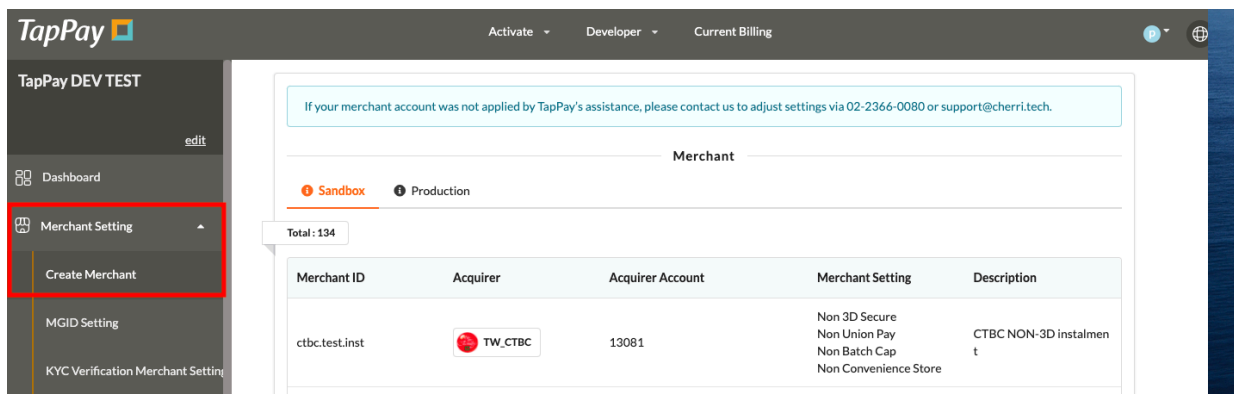 TapPay
Activate
Developer
Current Billing
P
TapPay DEV TEST
edit
Dashboard
Merchant Setting
Create Merchant
MGID Setting
KYC Verification Merchant Setting
If your merchant account was not applied by TapPay's assistance, please contact us to adjust settings via 02-2366-0080 or support@cherri.tech.
Merchant
Sandbox
Production
Total : 134
Merchant ID Acquirer Acquirer Account Merchant Setting Description
ctbc.test.inst
TW_CTBC
13081
Non 3D Secure
Non Union Pay
Non Batch Cap
Non Convenience Store
CTBC NON-3D instalmen
t